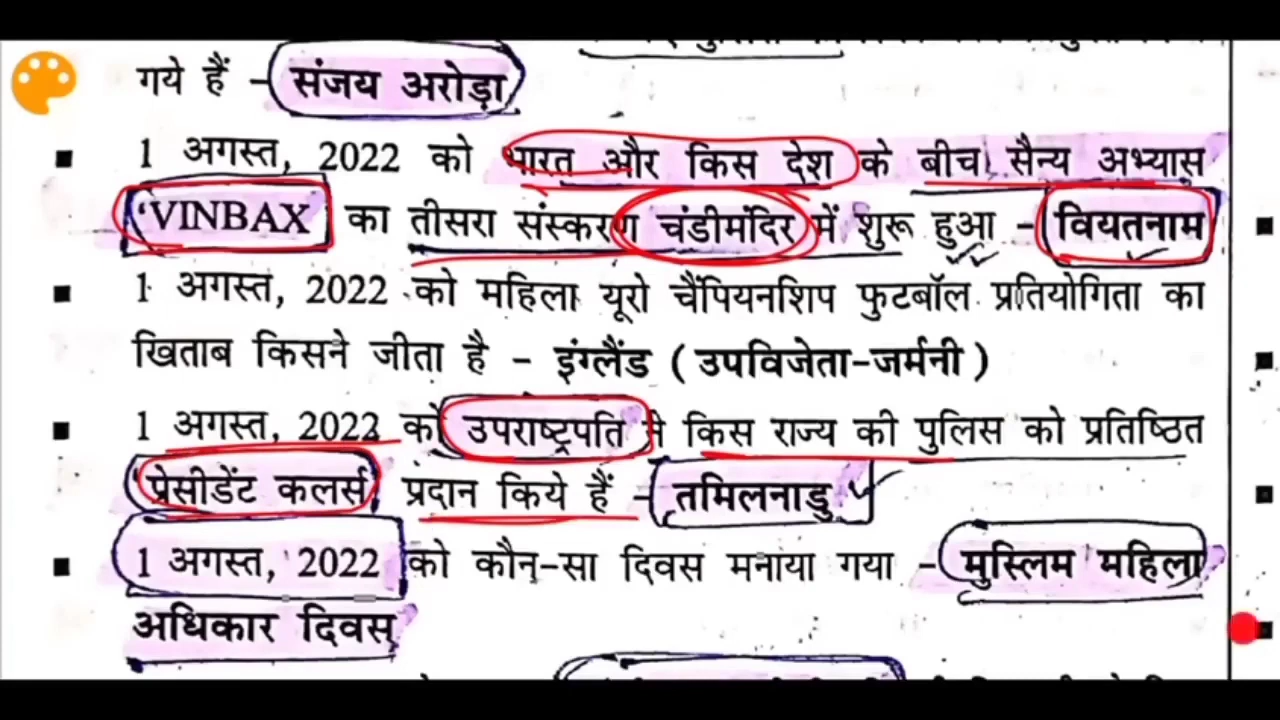 गये हैं - संजय अरोड़ा
■ 1 अगस्त, 2022 को भारत और किस देश के बीच सैन्य अभ्यास
'VINBAX' का तीसरा संस्करण चंडीमंदिर में शुरू हुआ - वियतनाम
■ 1 अगस्त, 2022 को महिला यूरो चैंपियनशिप फुटबॉल प्रतियोगिता का
खिताब किसने जीता है - इंग्लैंड (उपविजेता-जर्मनी)
■ 1 अगस्त, 2022 को उपराष्ट्रपति ने किस राज्य की पुलिस को प्रतिष्ठित
'प्रेसीडेंट कलर्स' प्रदान किये हैं - तमिलनाडु
■ 1 अगस्त, 2022 को कौन-सा दिवस मनाया गया - मुस्लिम महिला
अधिकार दिवस